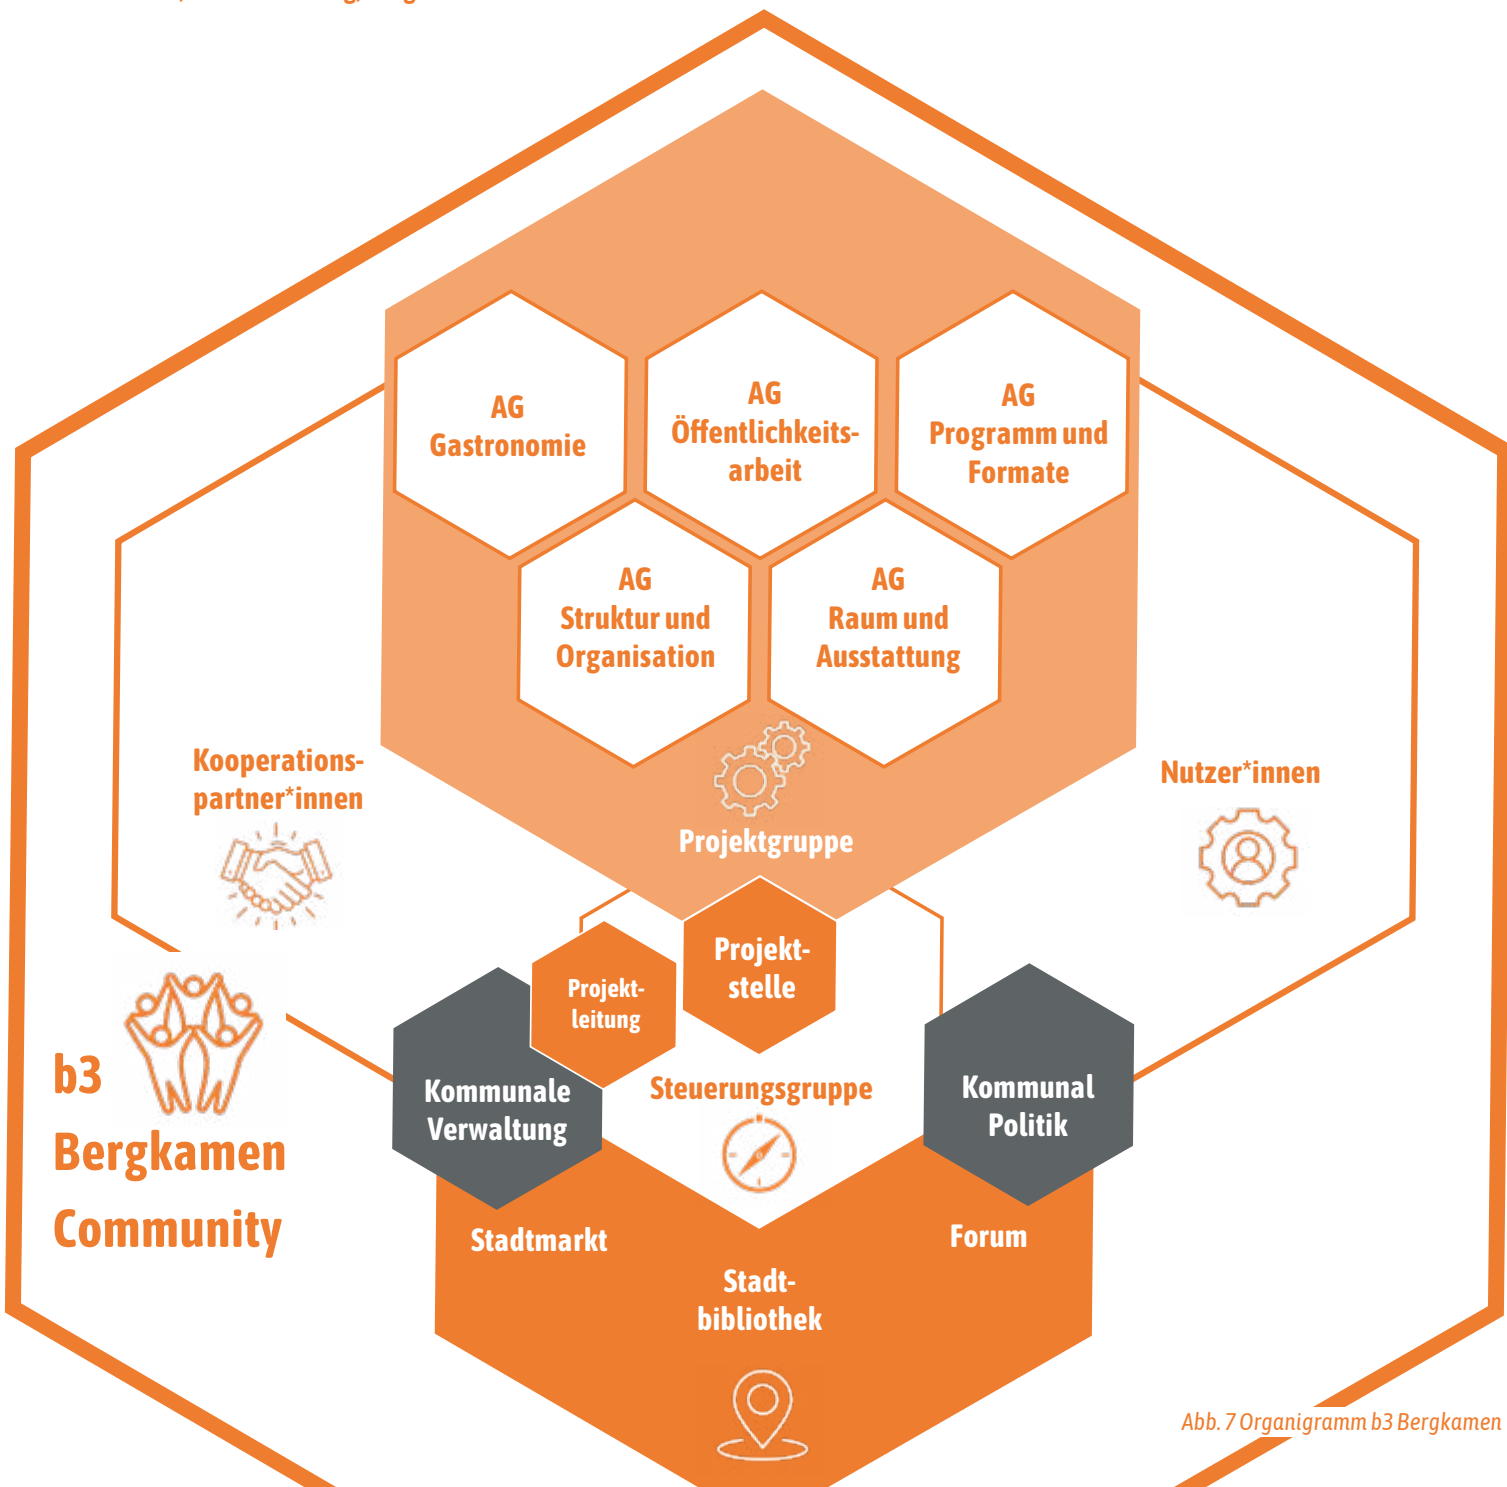 AG
Gastronomie
AG
Öffentlichkeits-
arbeit
AG
Programm und
Formate
AG
Struktur und
Organisation
AG
Raum und
Ausstattung
Kooperations-
partner*innen
Nutzer*innen
Projektgruppe
Projekt-
stelle
Projekt-
leitung
Kommunale
Verwaltung
Steuerungsgruppe
Kommunal
Politik
b3
Bergkamen
Community
Stadtmarkt
Forum
Stadt-
bibliothek
Abb. 7 Organigramm b3 Bergkamen